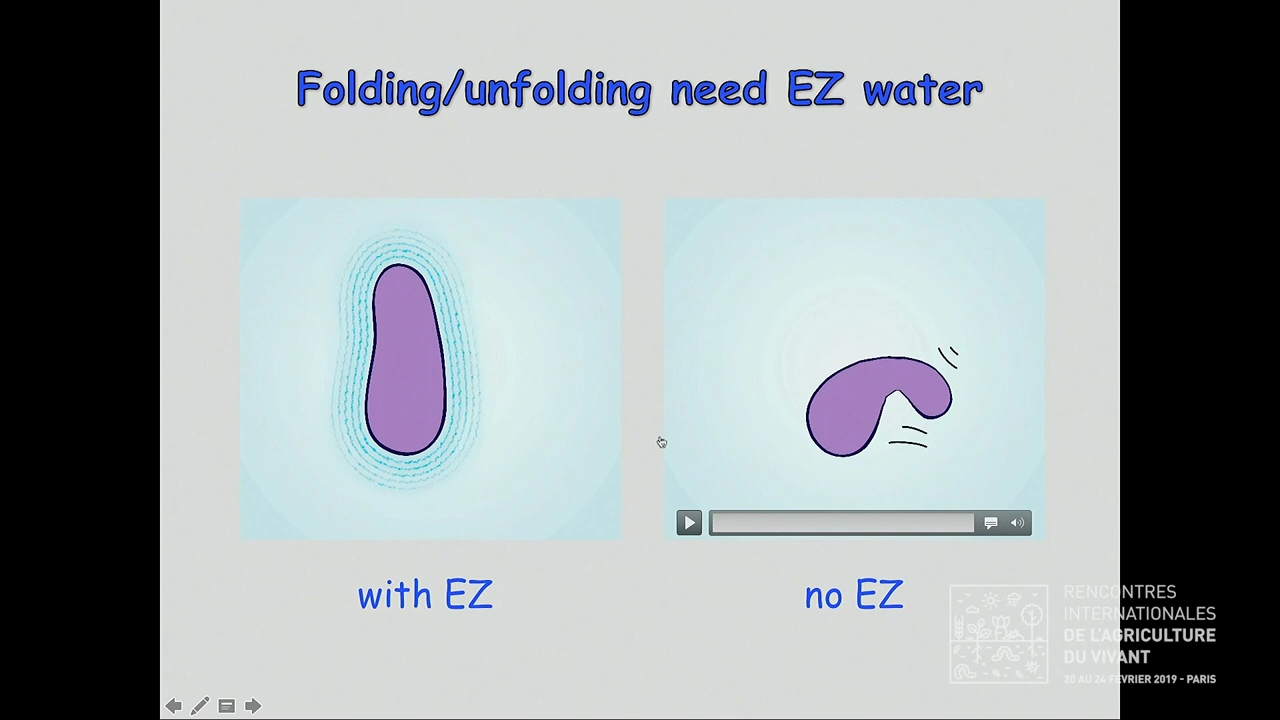 Folding/unfolding need EZ water
with EZ
no EZ
RENCONTRES
INTERNATIONALES
DE L'AGRICULTURE
DU VIVANT
20 AU 24 FEVRIER 2019 - PARIS